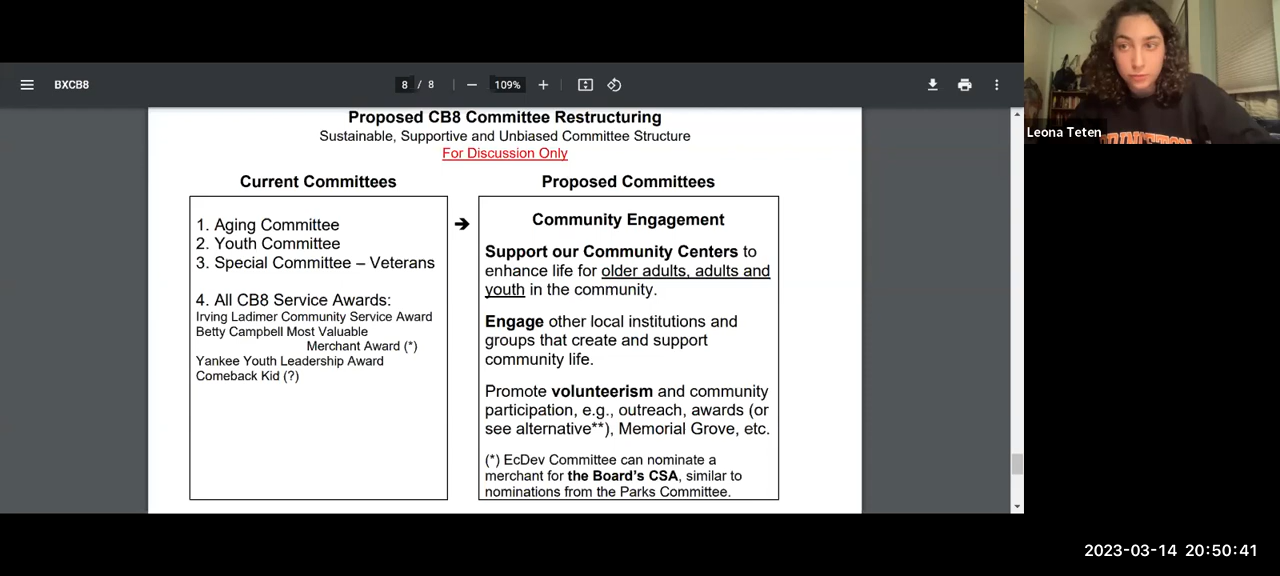 BXCB8
8 / 8
109%
Proposed CB8 Committee Restructuring
Sustainable, Supportive and Unbiased Committee Structure
For Discussion Only
Current Committees
1. Aging Committee
2. Youth Committee
3. Special Committee – Veterans
4. All CB8 Service Awards:
Irving Ladimer Community Service Award
Betty Campbell Most Valuable
Merchant Award (*)
Yankee Youth Leadership Award
Comeback Kid (?)
Proposed Committees
Community Engagement
Support our Community Centers to
enhance life for older adults, adults and
youth in the community.
Engage other local institutions and
groups that create and support
community life.
Promote volunteerism and community
participation, e.g., outreach, awards (or
see alternative**), Memorial Grove, etc.
(*) EcDev Committee can nominate a
merchant for the Board's CSA, similar to
nominations from the Parks Committee.
Leona Teten
2023-03-14 20:50:41